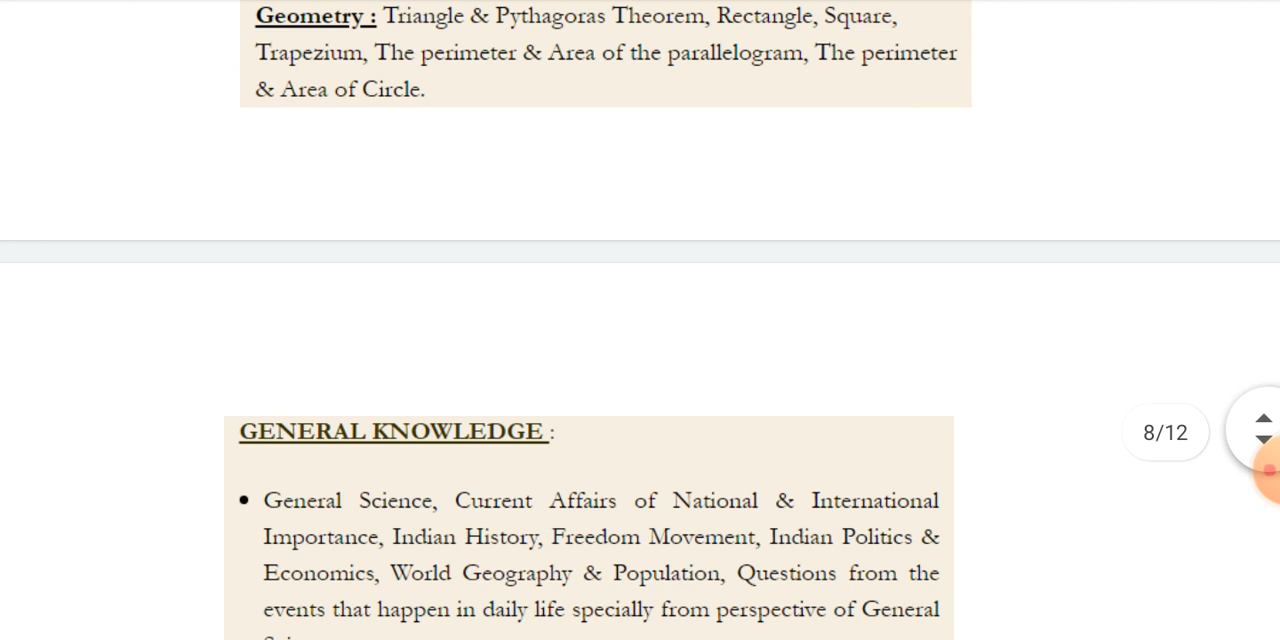 Geometry : Triangle & Pythagoras Theorem, Rectangle, Square,
Trapezium, The perimeter & Area of the parallelogram, The perimeter
& Area of Circle.
8/12
GENERAL KNOWLEDGE :
• General Science, Current Affairs of National & International
Importance, Indian History, Freedom Movement, Indian Politics &
Economics, World Geography & Population, Questions from the
events that happen in daily life specially from perspective of General